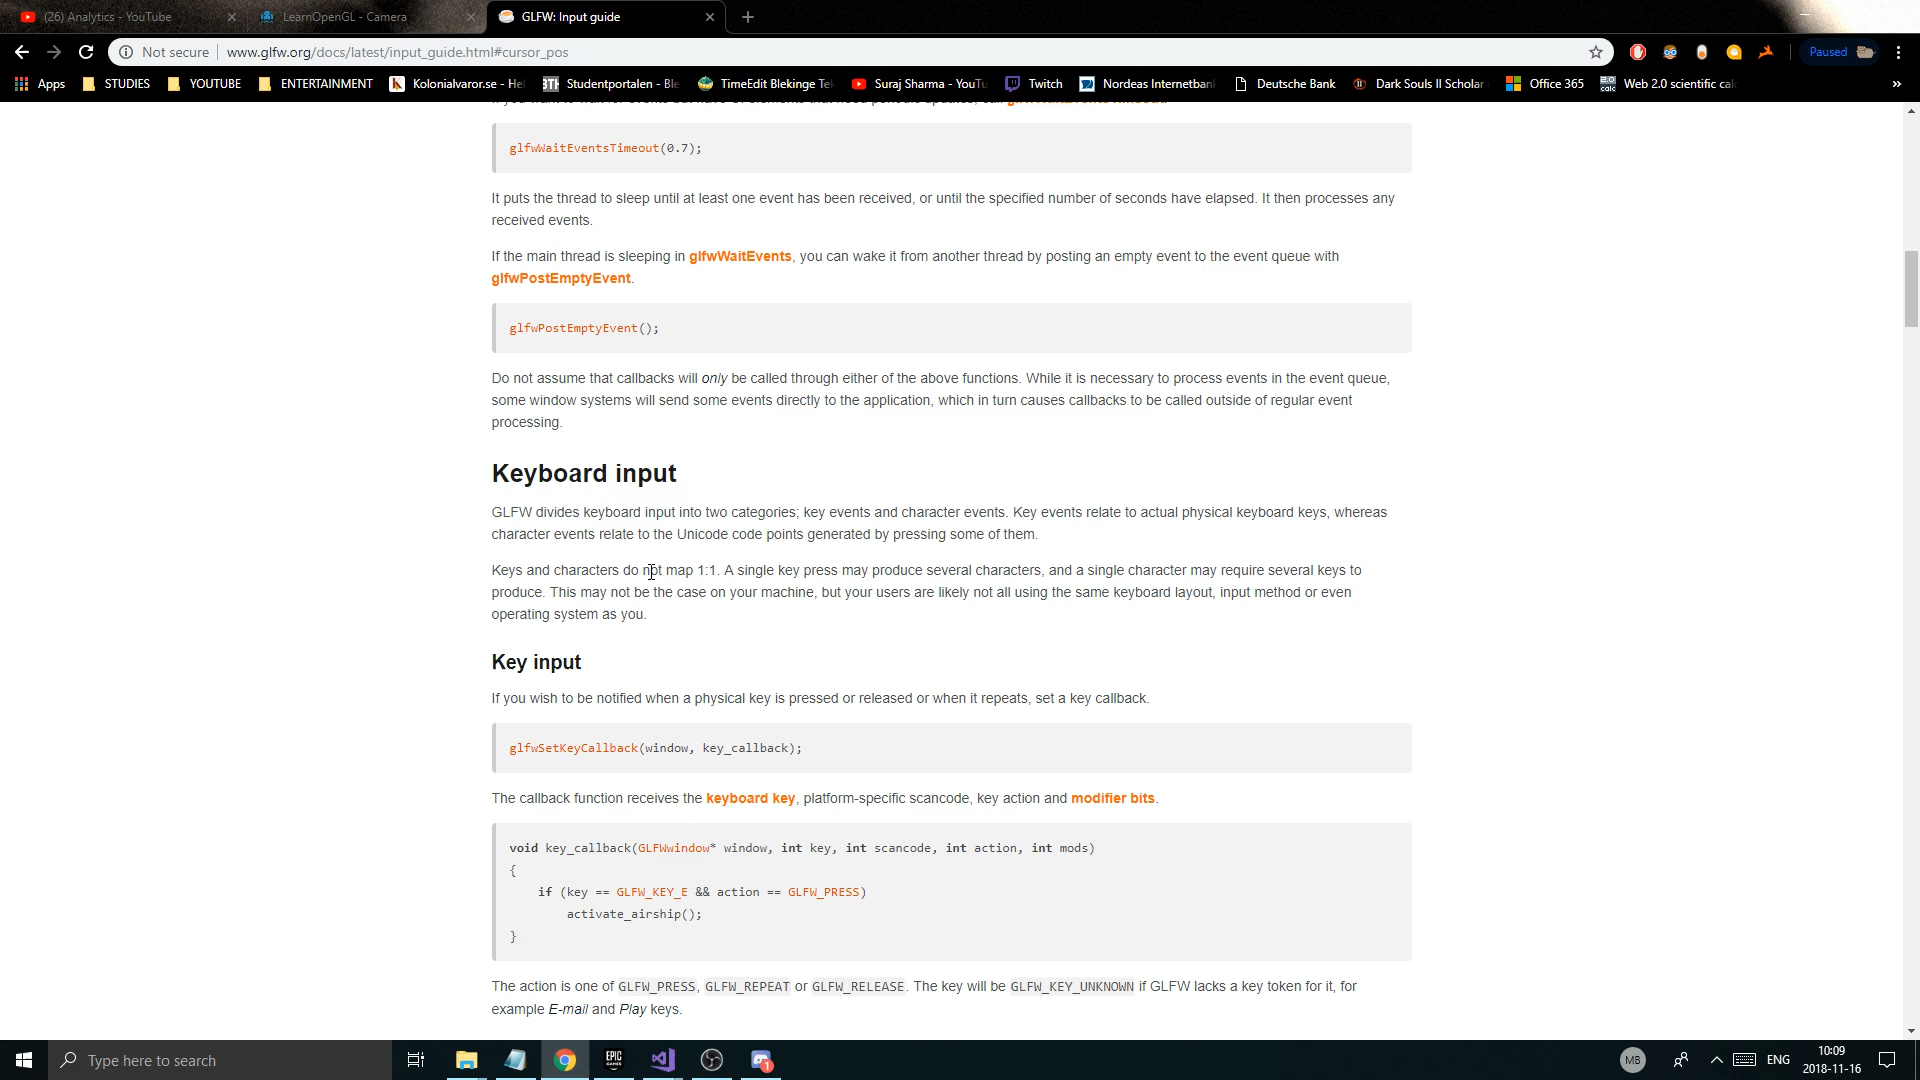 (26) Analytics - YouTube
LearnOpenGL - Camera
GLFW: Input guide
Not secure
www.glfw.org/docs/latest/input_guide.html#cursor_pos
Paused
Apps
STUDIES
YOUTUBE
ENTERTAINMENT
Kolonialvaror.se - He
Studentportalen - Ble
TimeEdit Blekinge Te
Suraj Sharma - YouTu
Twitch
Nordeas Internetban
Deutsche Bank
Dark Souls II Scholar
Office 365
Web 2.0 scientific cal
glfwWaitEventsTimeout(0.7);
It puts the thread to sleep until at least one event has been received, or until the specified number of seconds have elapsed. It then processes any
received events.
If the main thread is sleeping in glfwWaitEvents, you can wake it from another thread by posting an empty event to the event queue with
glfwPostEmptyEvent.
glfwPostEmptyEvent();
Do not assume that callbacks will only be called through either of the above functions. While it is necessary to process events in the event queue,
some window systems will send some events directly to the application, which in turn causes callbacks to be called outside of regular event
processing.
Keyboard input
GLFW divides keyboard input into two categories; key events and character events. Key events relate to actual physical keyboard keys, whereas
character events relate to the Unicode code points generated by pressing some of them.
Keys and characters do not map 1:1. A single key press may produce several characters, and a single character may require several keys to
produce. This may not be the case on your machine, but your users are likely not all using the same keyboard layout, input method or even
operating system as you.
Key input
If you wish to be notified when a physical key is pressed or released or when it repeats, set a key callback.
glfwSetKeyCallback(window, key_callback);
The callback function receives the keyboard key, platform-specific scancode, key action and modifier bits.
void key_callback(GLFWwindow* window, int key, int scancode, int action, int mods)
{
if (key == GLFW_KEY_E && action == GLFW_PRESS)
activate_airship();
}
The action is one of GLFW_PRESS, GLFW_REPEAT or GLFW_RELEASE. The key will be GLFW_KEY_UNKNOWN if GLFW lacks a key token for it, for
example E-mail and Play keys.
Type here to search
EPIC
GAMES
1
MB
ENG
10:09
2018-11-16